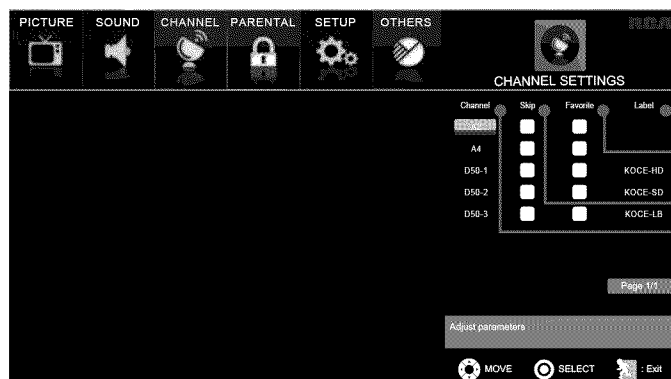 PICTURE SOUND CHANNEL PARENTAL SETUP OTHERS
RCA
CHANNEL SETTINGS
Channel Skip Favorite Label
A4
D50-1 KOCE-HD
D50-2 KOCE-SD
D50-3 KOCE-LB
Page 1/1
Adjust parameters
MOVE SELECT : Exit